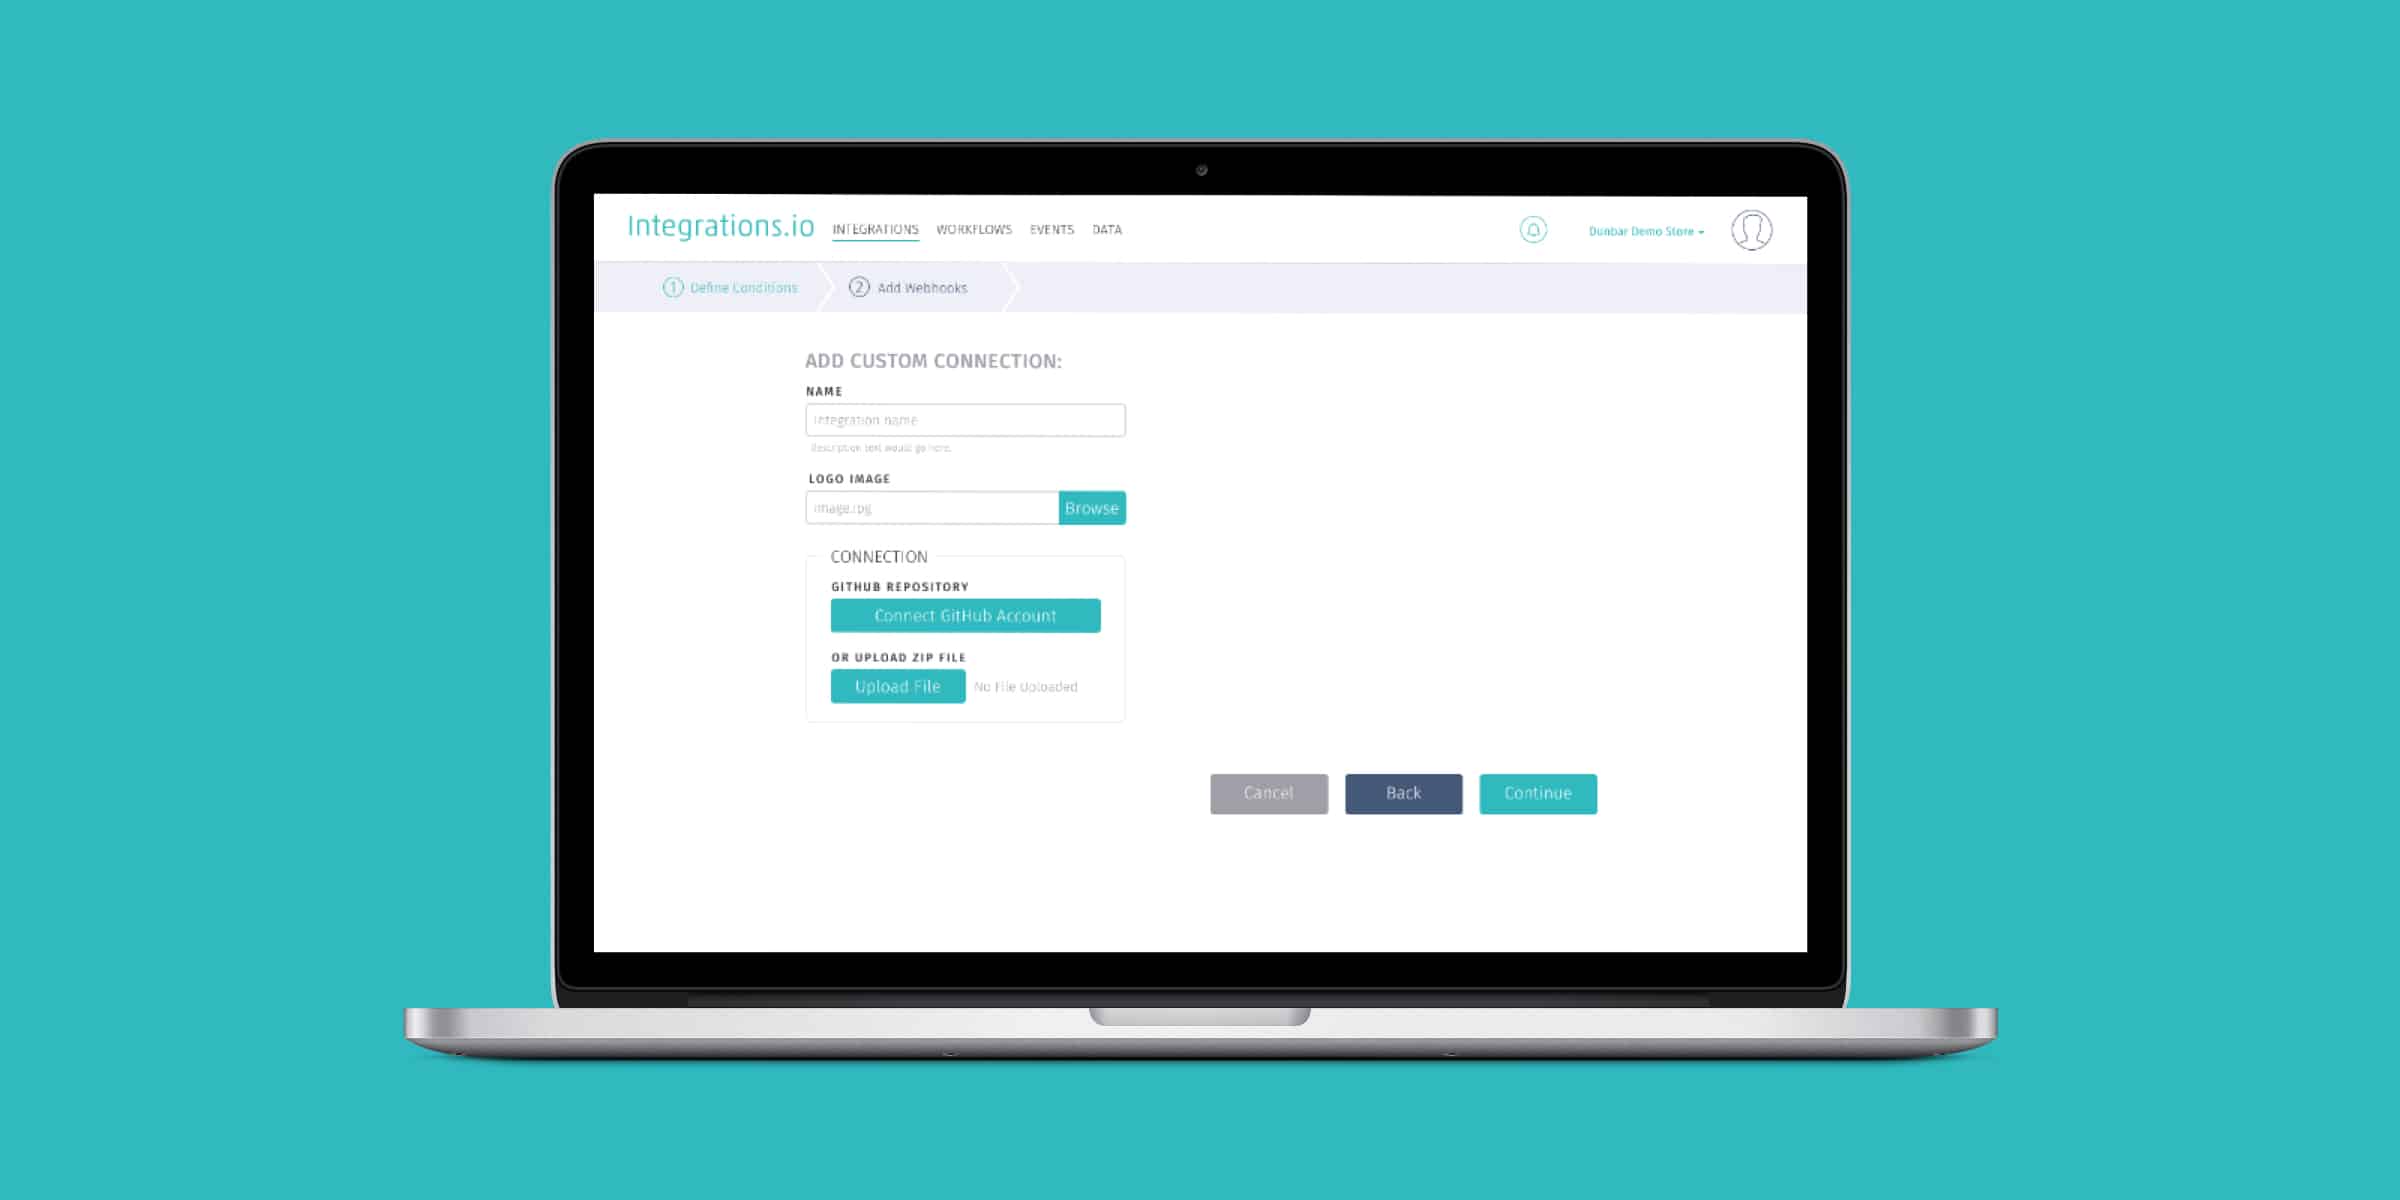 Integrations.io INTEGRATIONS WORKFLOWS EVENTS DATA Dunbar Demo Store
1 Define Conditions 2 Add Webhooks
ADD CUSTOM CONNECTION:
NAME
Integration name
Description text would go here.
LOGO IMAGE
image.jpg Browse
CONNECTION
GITHUB REPOSITORY
Connect GitHub Account
OR UPLOAD ZIP FILE
Upload File No File Uploaded
Cancel Back Continue